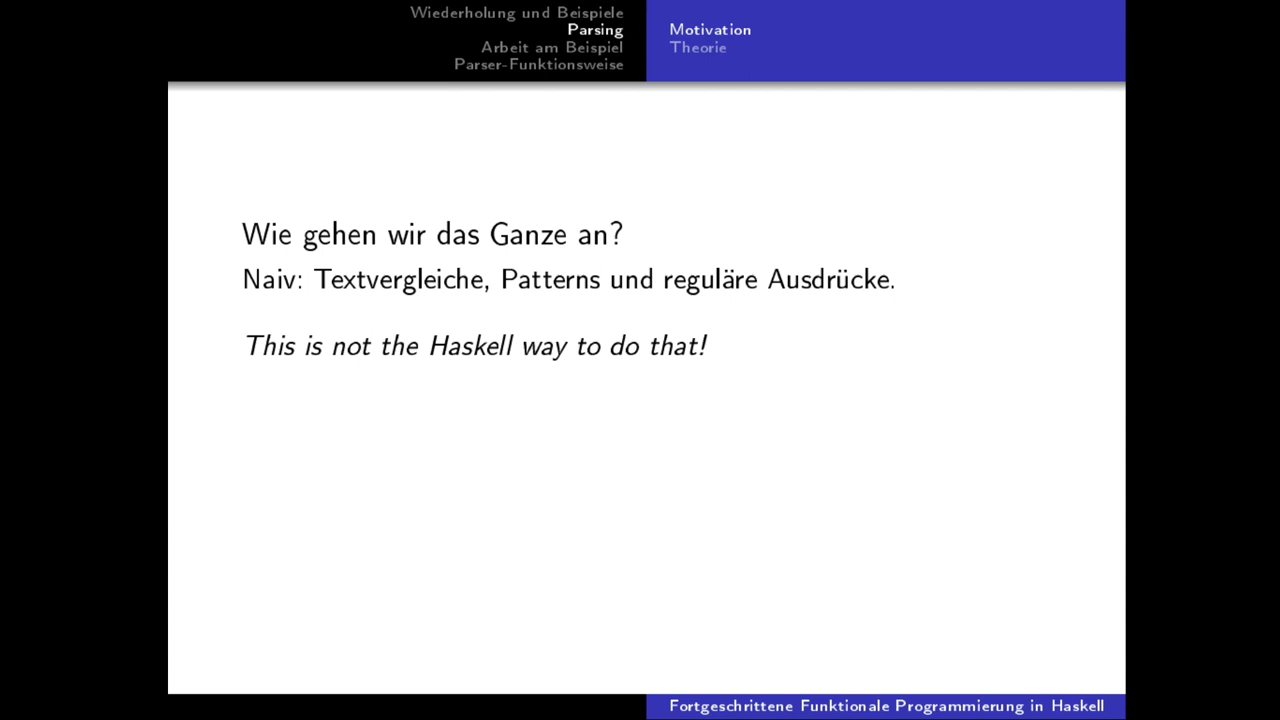 Wiederholung und Beispiele
Parsing
Arbeit am Beispiel
Parser-Funktionsweise
Motivation
Theorie
Wie gehen wir das Ganze an?
Naiv: Textvergleiche, Patterns und reguläre Ausdrücke.
This is not the Haskell way to do that!
Fortgeschrittene Funktionale Programmierung in Haskell